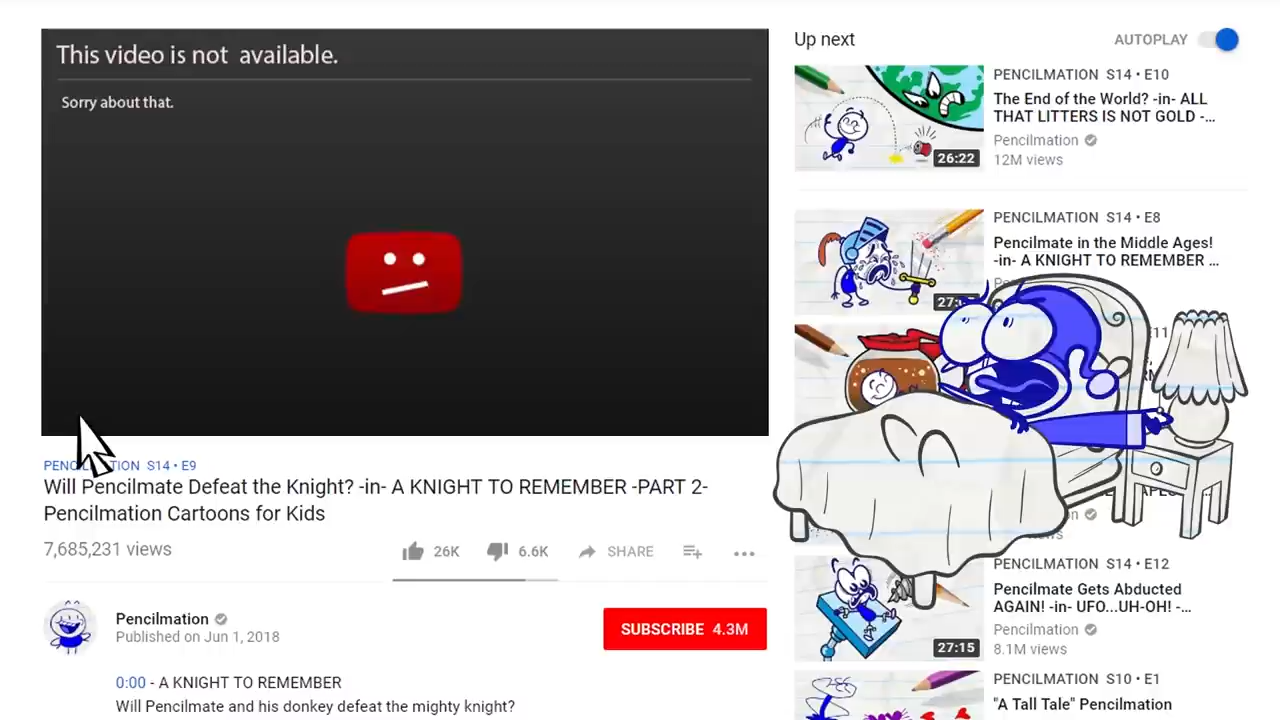 This video is not available.
Sorry about that.
PENCILMATION S14 • E9
Will Pencilmate Defeat the Knight? -in- A KNIGHT TO REMEMBER -PART 2-
Pencilmation Cartoons for Kids
7,685,231 views
26K
6.6K
SHARE
Pencilmation
Published on Jun 1, 2018
SUBSCRIBE 4.3M
0:00 - A KNIGHT TO REMEMBER
Will Pencilmate and his donkey defeat the mighty knight?
Up next
AUTOPLAY
26:22
PENCILMATION S14 • E10
The End of the World? -in- ALL
THAT LITTERS IS NOT GOLD -...
Pencilmation
12M views
PENCILMATION S14 • E8
Pencilmate in the Middle Ages!
-in- A KNIGHT TO REMEMBER ...
27:15
PENCILMATION S14 • E12
Pencilmate Gets Abducted
AGAIN! -in- UFO...UH-OH! -...
Pencilmation
8.1M views
PENCILMATION S10 • E1
"A Tall Tale" Pencilmation